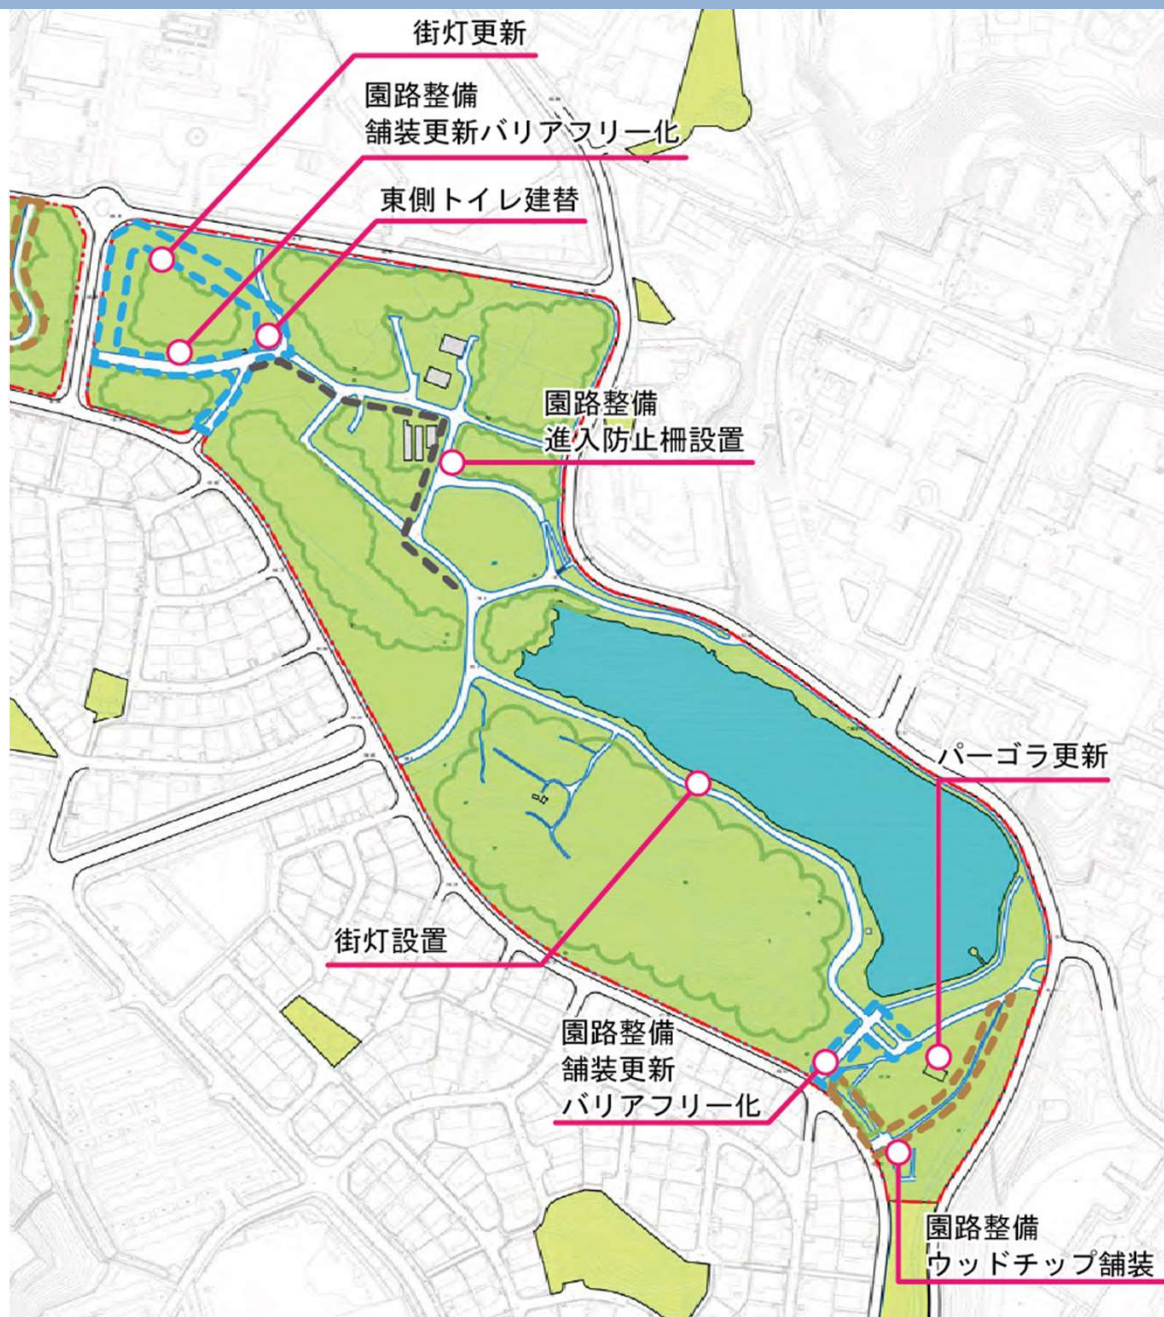 街灯更新
園路整備
舗装更新バリアフリー化
東側トイレ建替
園路整備
進入防止柵設置
パーゴラ更新
街灯設置
園路整備
舗装更新
バリアフリー化
園路整備
ウッドチップ舗装